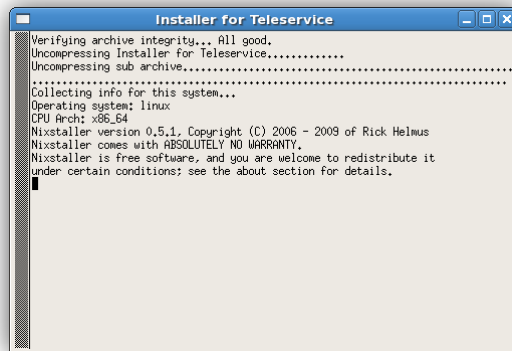 Installer for Teleservice
Verifying archive integrity... All good.
Uncompressing Installer for Teleservice.............
Uncompressing sub archive......................................................
................................................................................
Collecting info for this system...
Operating system: linux
CPU Arch: x86_64
Nixstaller version 0.5.1, Copyright (C) 2006 - 2009 of Rick Helmus
Nixstaller comes with ABSOLUTELY NO WARRANTY.
Nixstaller is free software, and you are welcome to redistribute it
under certain conditions; see the about section for details.